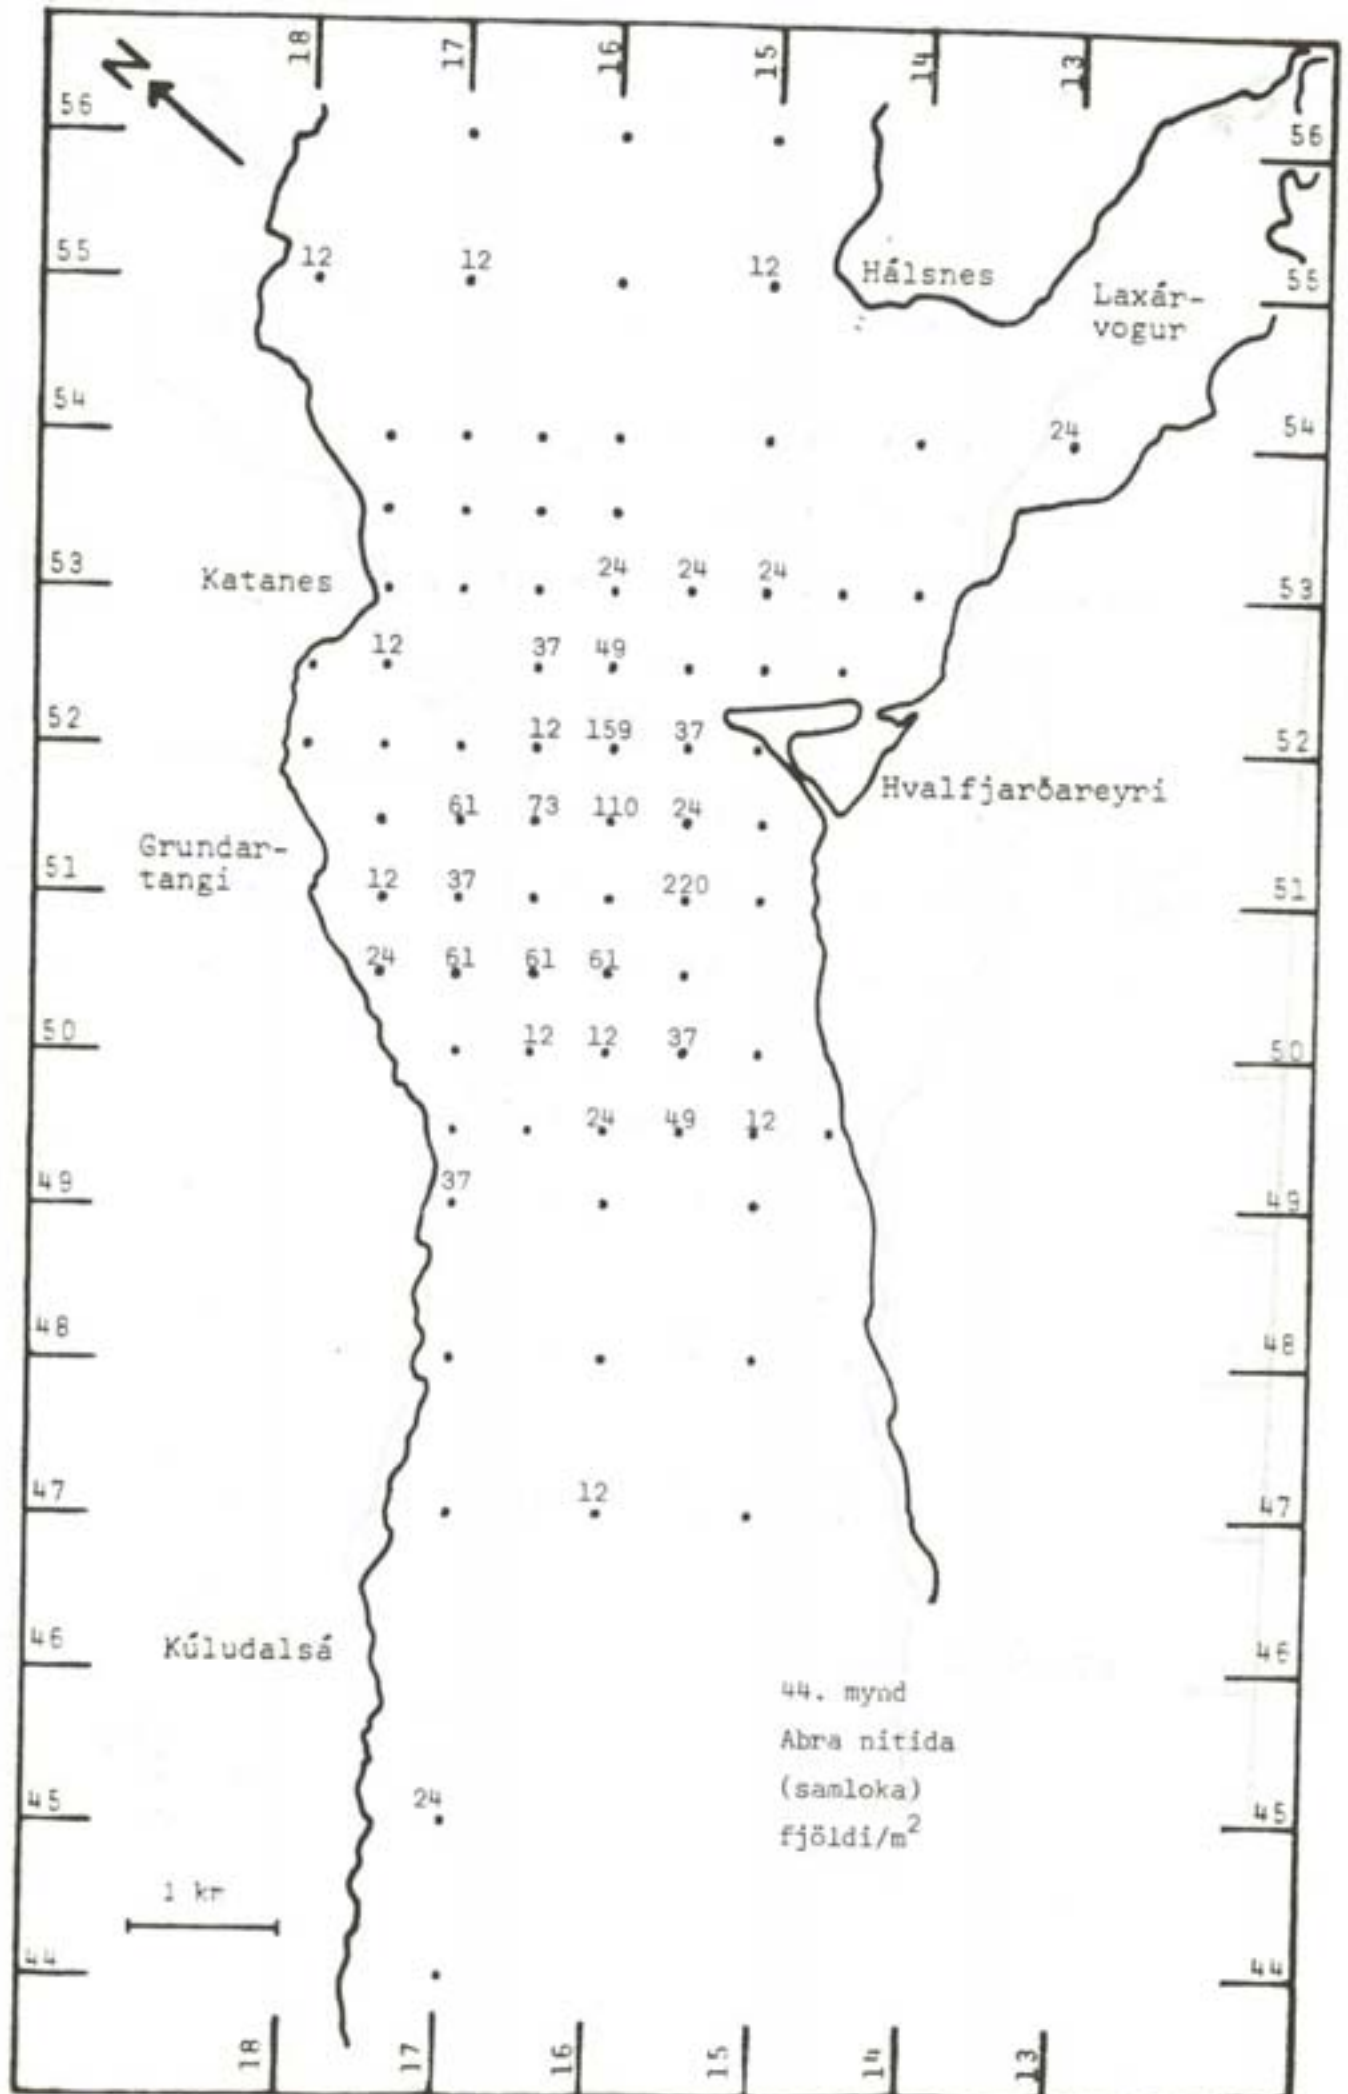 18 17 16 15 14 13
N
56
56
55 12 12 12 Hálsnes 55
Laxár-
vogur
54 24 54
53 24 24 24 53
Katanes
12 37 49
52 12 159 37 52
Hvalfjarðareyri
61 73 110 24
Grundar-
tangi
51 12 37 220 51
24 61 61 61
50 12 12 37 50
24 49 12
49 37 49
48 48
47 12 47
46 Kúludalsá 46
44. mynd
Abra nitida
(samloka)
fjöldi/m²
45 24 45
1 km
44 44
18 17 16 15 14 13